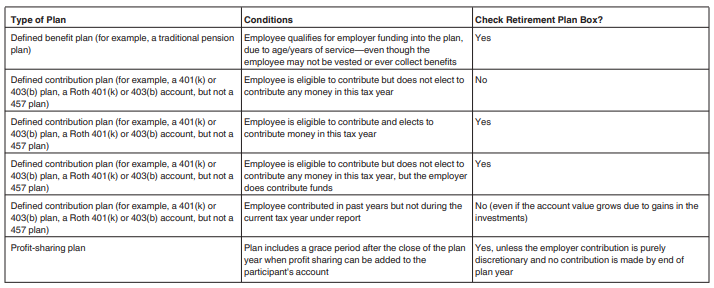 Type of Plan
Conditions
Check Retirement Plan Box?
Defined benefit plan (for example, a traditional pension
plan)
Employee qualifies for employer funding into the plan,
due to age/years of service—even though the
employee may not be vested or ever collect benefits
Yes
Defined contribution plan (for example, a 401(k) or
403(b) plan, a Roth 401(k) or 403(b) account, but not a
457 plan)
Employee is eligible to contribute but does not elect to
contribute any money in this tax year
No
Defined contribution plan (for example, a 401(k) or
403(b) plan, a Roth 401(k) or 403(b) account, but not a
457 plan)
Employee is eligible to contribute and elects to
contribute money in this tax year
Yes
Defined contribution plan (for example, a 401(k) or
403(b) plan, a Roth 401(k) or 403(b) account, but not a
457 plan)
Employee is eligible to contribute but does not elect to
contribute any money in this tax year, but the employer
does contribute funds
Yes
Defined contribution plan (for example, a 401(k) or
403(b) plan, a Roth 401(k) or 403(b) account, but not a
457 plan)
Employee contributed in past years but not during the
current tax year under report
No (even if the account value grows due to gains in the
investments)
Profit-sharing plan
Plan includes a grace period after the close of the plan
year when profit sharing can be added to the
participant's account
Yes, unless the employer contribution is purely
discretionary and no contribution is made by end of
plan year